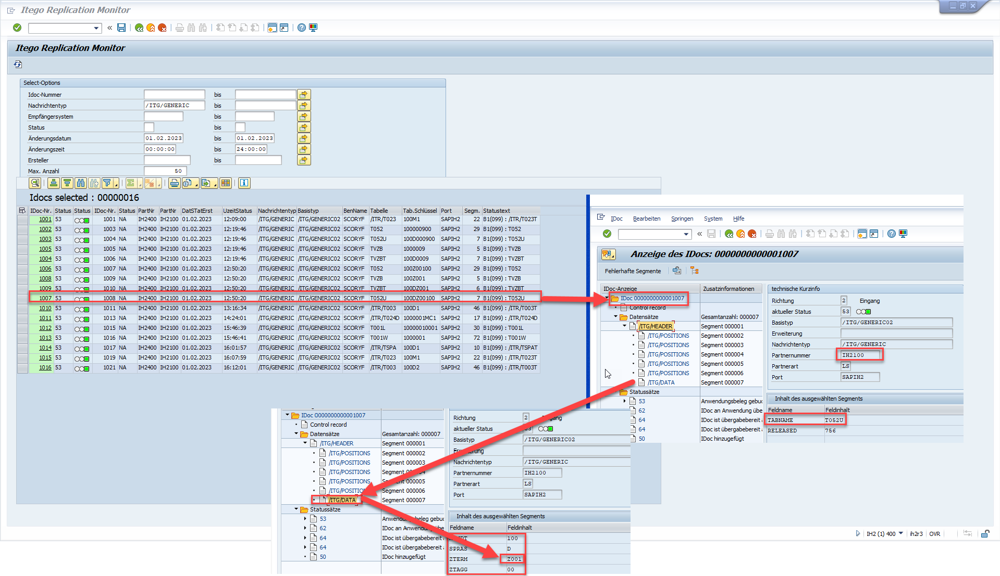 Itego Replication Monitor
Itego Replication Monitor
Select-Options
Idoc-Nummer bis
Nachrichtentyp /ITG/GENERIC bis
Empfängersystem bis
Status bis
Änderungsdatum 01.02.2023 bis 01.02.2023
Änderungszeit 00:00:00 bis 24:00:00
Ersteller bis
Max. Anzahl 50
Idocs selected : 00000016
IDoc-Nr. Status Status IDoc-Nr. Status PartNr PartNr DatSTatErst UzeitStatus Nachrichtentyp Basistyp BenName Tabelle Tab.Schlüssel Port Segm. Statustext
1001 53 1001 NA IH2400 IH2100 01.02.2023 12:09:00 /ITG/GENERIC /ITG/GENERIC02 SCORYF /ITR/T023 100M1 SAPIH2 22 B1(099) : /ITR/T023T
1002 53 1003 NA IH2400 IH2100 01.02.2023 12:19:46 /ITG/GENERIC /ITG/GENERIC02 SCORYF T052 100000900 SAPIH2 29 B1(099) : T052
1003 53 1004 NA IH2400 IH2100 01.02.2023 12:19:46 /ITG/GENERIC /ITG/GENERIC02 SCORYF T052U 100D000900 SAPIH2 7 B1(099) : T052U
1005 53 1005 NA IH2400 IH2100 01.02.2023 12:19:46 /ITG/GENERIC /ITG/GENERIC02 SCORYF TVZB 1000009 SAPIH2 5 B1(099) : TVZB
1004 53 1006 NA IH2400 IH2100 01.02.2023 12:19:46 /ITG/GENERIC /ITG/GENERIC02 SCORYF TVZBT 100D0009 SAPIH2 7 B1(099) : TVZBT
1006 53 1007 NA IH2400 IH2100 01.02.2023 12:50:20 /ITG/GENERIC /ITG/GENERIC02 SCORYF T052 100Z00100 SAPIH2 29 B1(099) : T052
1008 53 1009 NA IH2400 IH2100 01.02.2023 12:50:20 /ITG/GENERIC /ITG/GENERIC02 SCORYF TVZB 100Z001 SAPIH2 5 B1(099) : TVZB
1009 53 1010 NA IH2400 IH2100 01.02.2023 12:50:20 /ITG/GENERIC /ITG/GENERIC02 SCORYF TVZBT 100DZ001 SAPIH2 6 B1(099) : TVZBT
1007 53 1008 NA IH2400 IH2100 01.02.2023 12:50:20 /ITG/GENERIC /ITG/GENERIC02 SCORYF T052U 100DZ00100 SAPIH2 7 B1(099) : T052U
1010 53 1011 NA IH2400 IH2100 01.02.2023 13:16:34 /ITG/GENERIC /ITG/GENERIC02 SCORYF /ITR/T003 100D1 SAPIH2 46 B1(099) : /ITR/T003T
1011 53 1013 NA IH2400 IH2100 01.02.2023 14:24:01 /ITG/GENERIC /ITG/GENERIC02 SCORYF /ITR/T024D 1000001MC1 SAPIH2 17 B1(099) : /ITR/T024D
1012 53 1015 NA IH2400 IH2100 01.02.2023 15:46:39 /ITG/GENERIC /ITG/GENERIC02 SCORYF T001L 10000010001 SAPIH2 30 B1(099) : T001L
1013 53 1016 NA IH2400 IH2100 01.02.2023 15:46:41 /ITG/GENERIC /ITG/GENERIC02 SCORYF T001W 1000001 SAPIH2 72 B1(099) : T001W
1014 53 1017 NA IH2400 IH2100 01.02.2023 16:01:57 /ITG/GENERIC /ITG/GENERIC02 SCORYF /ITR/TSPA 100D1 SAPIH2 10 B1(099) : /ITR/TSPAT
1015 53 1019 NA IH2400 IH2100 01.02.2023 16:07:59 /ITG/GENERIC /ITG/GENERIC02 SCORYF /ITR/T023 100M1 SAPIH2 22 B1(099) : /ITR/T023T
1016 53 1021 NA IH2400 IH2100 01.02.2023 16:12:01 /ITG/GENERIC /ITG/GENERIC02 SCORYF /ITR/T003 100D2 SAPIH2 46 B1(099) : /ITR/T003T
IDoc Bearbeiten Springen System Hilfe
Anzeige des IDocs: 0000000000001007
Fehlerhafte Segmente
IDoc-Anzeige Zusatzinformationen
IDoc 0000000000001007
Control record
Datensätze Gesamtanzahl: 000007
/ITG/HEADER Segment 000001
/ITG/POSITIONS Segment 000002
/ITG/POSITIONS Segment 000003
/ITG/POSITIONS Segment 000004
/ITG/POSITIONS Segment 000005
/ITG/POSITIONS Segment 000006
/ITG/DATA Segment 000007
Statussätze
53 Anwendungsbeleg gebuc
62 IDoc an Anwendung übe
64 IDoc ist übergabebereit
64 IDoc ist übergabebereit
50 IDoc hinzugefügt
technische Kurzinfo
Richtung 2 Eingang
aktueller Status 53
Basistyp /ITG/GENERIC02
Erweiterung
Nachrichtentyp /ITG/GENERIC
Partnernummer IH2100
Partnerart LS
Port SAPIH2
Inhalt des ausgewählten Segments
Feldname Feldinhalt
TABNAME T052U
RELEASED 756
IDoc 0000000000001007
Control record
Datensätze Gesamtanzahl: 000007
/ITG/HEADER Segment 000001
/ITG/POSITIONS Segment 000002
/ITG/POSITIONS Segment 000003
/ITG/POSITIONS
/ITG/POSITIONS 000005
Segment 000006
/ITG/DATA Segment 000007
Statussätze
53
62 IDoc an
64 IDoc ist übergabebereit
64 IDoc ist übergabebereit
50 IDoc hinzugefügt
Richtung 2
aktueller Status
Basistyp /ITG/GENERIC02
Nachrichtentyp /ITG/GENERIC
Partnernummer IH2100
Partnerart LS
Port SAPIH2
Inhalt des ausgewählten Segments
Feldname Feldinhalt
100
SPRAS D
ZTERM Z001
ZTAGG 00
IH2 (1) 400 ih2r3 OVR